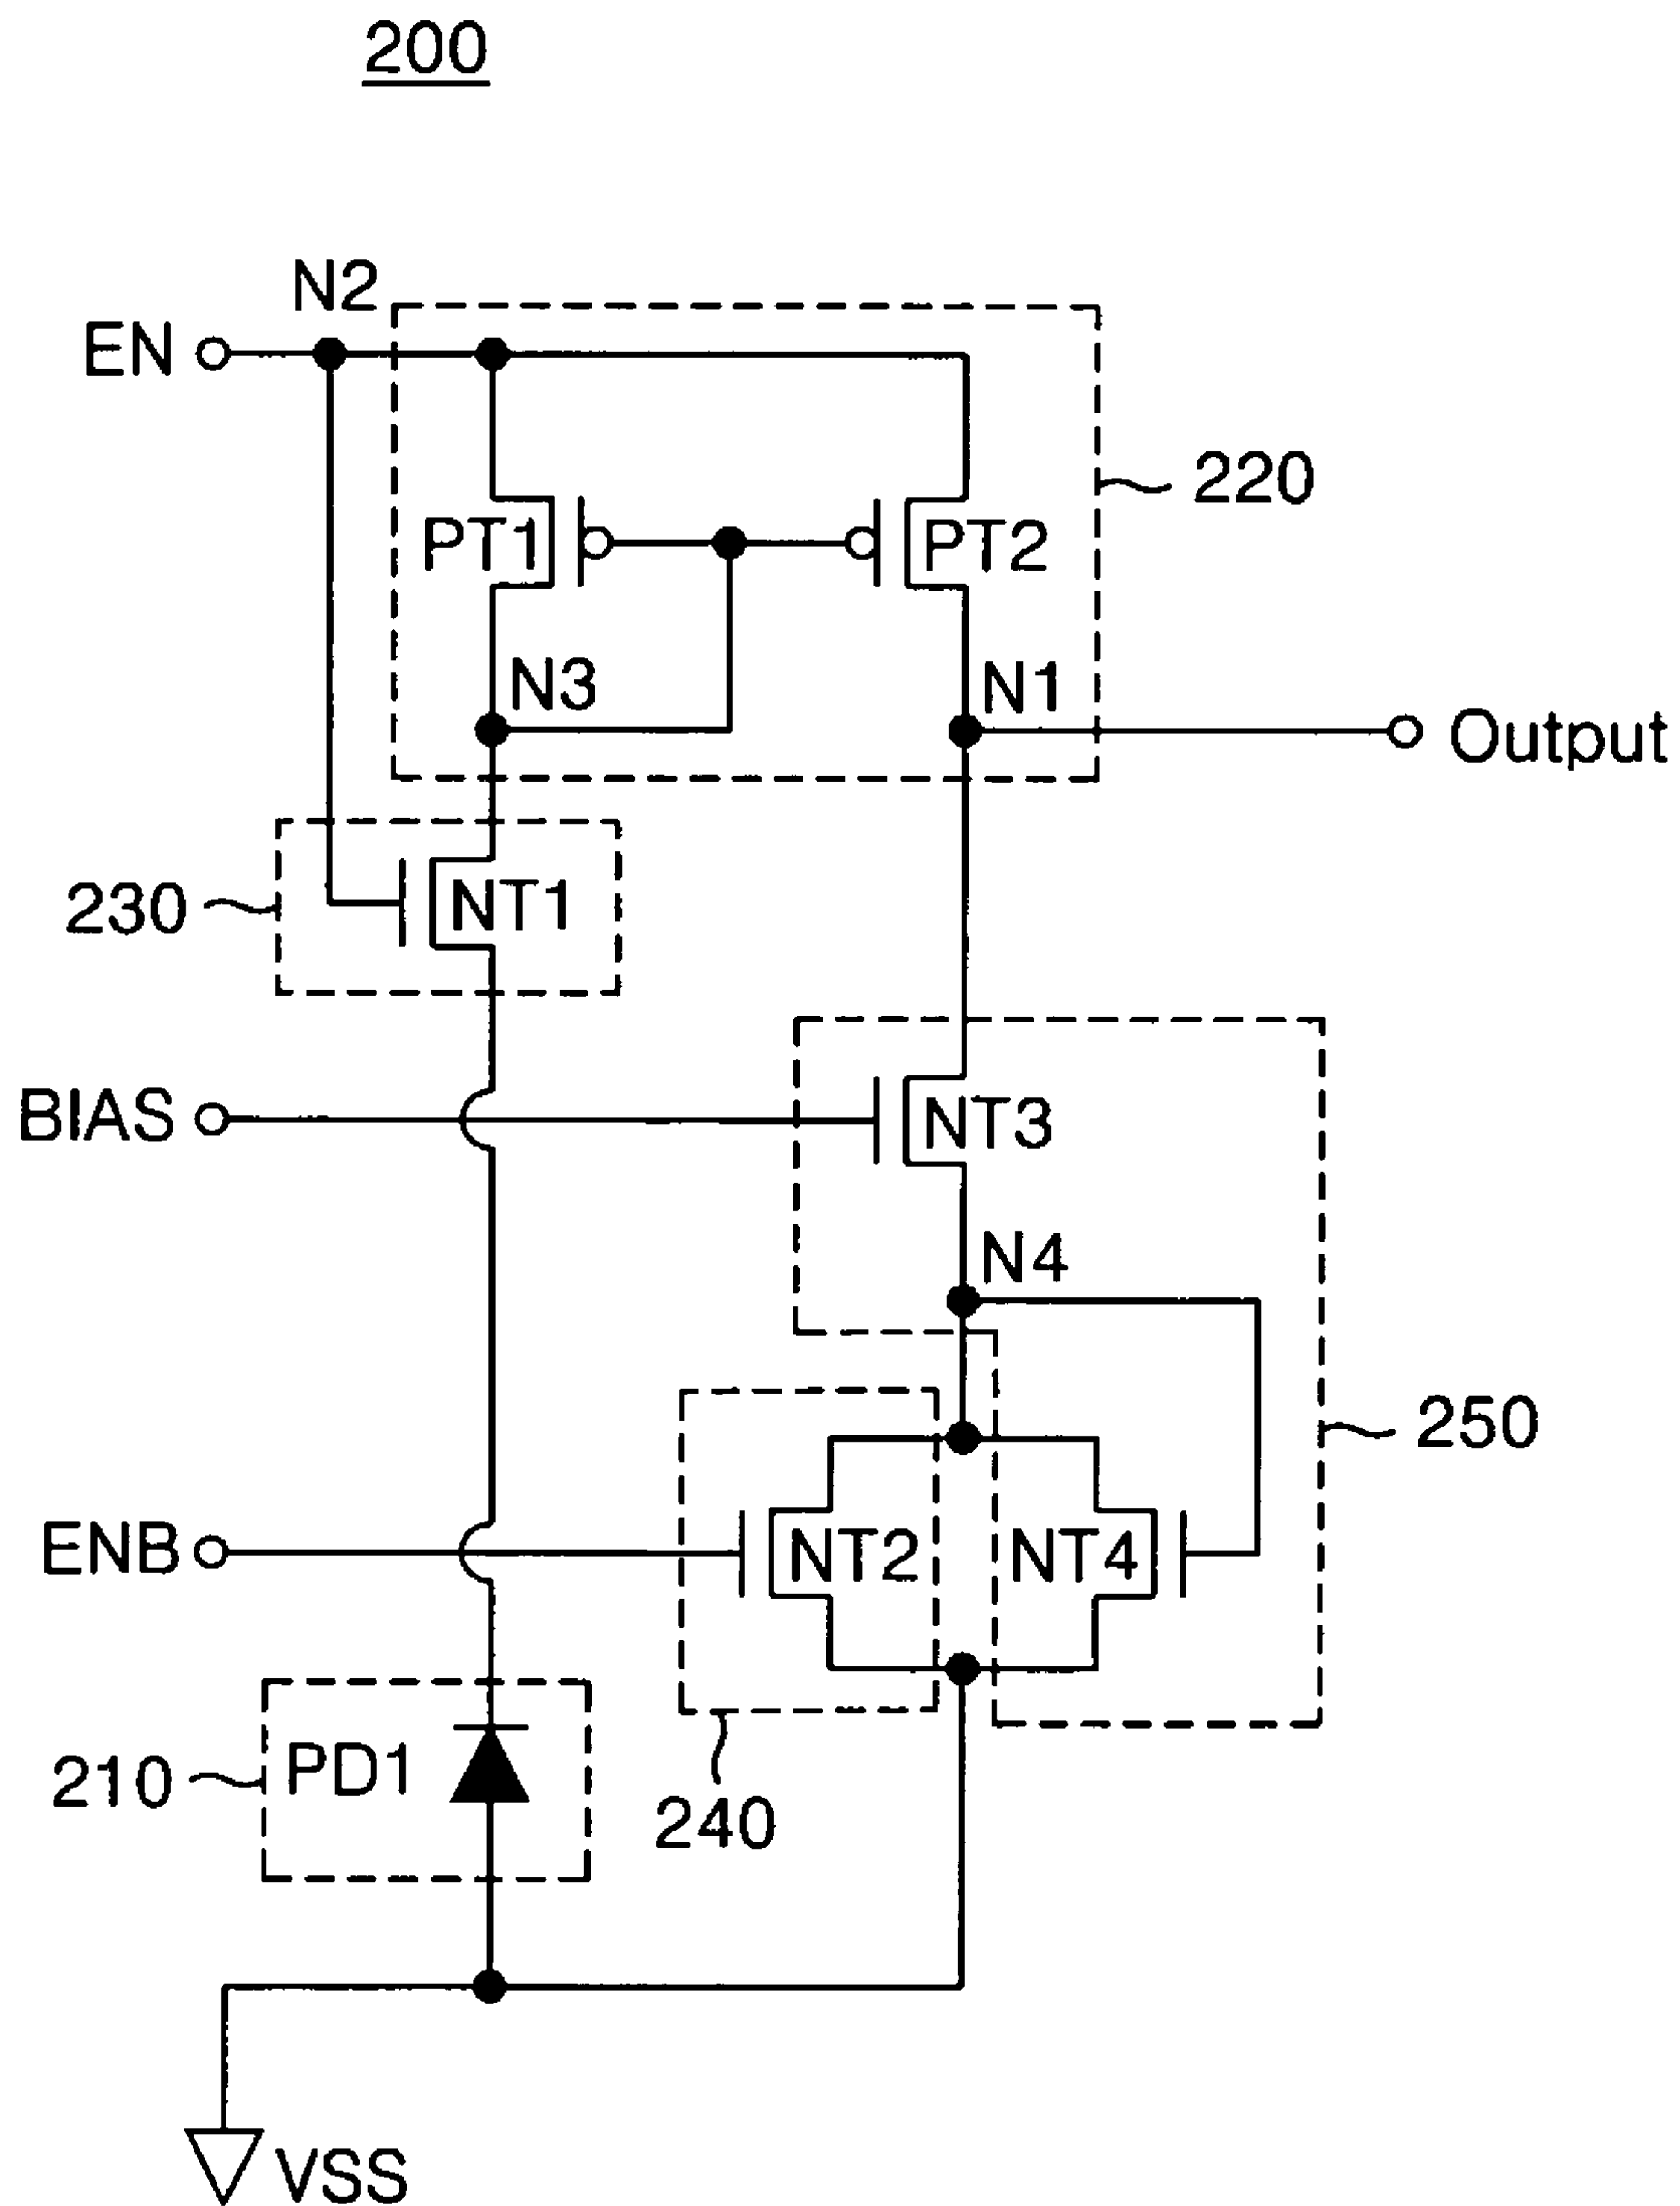 200
N2
EN
220
PT1
PT2
N3
N1
Output
230
NT1
BIAS
NT3
N4
250
ENB
NT2
NT4
210
PD1
240
VSS